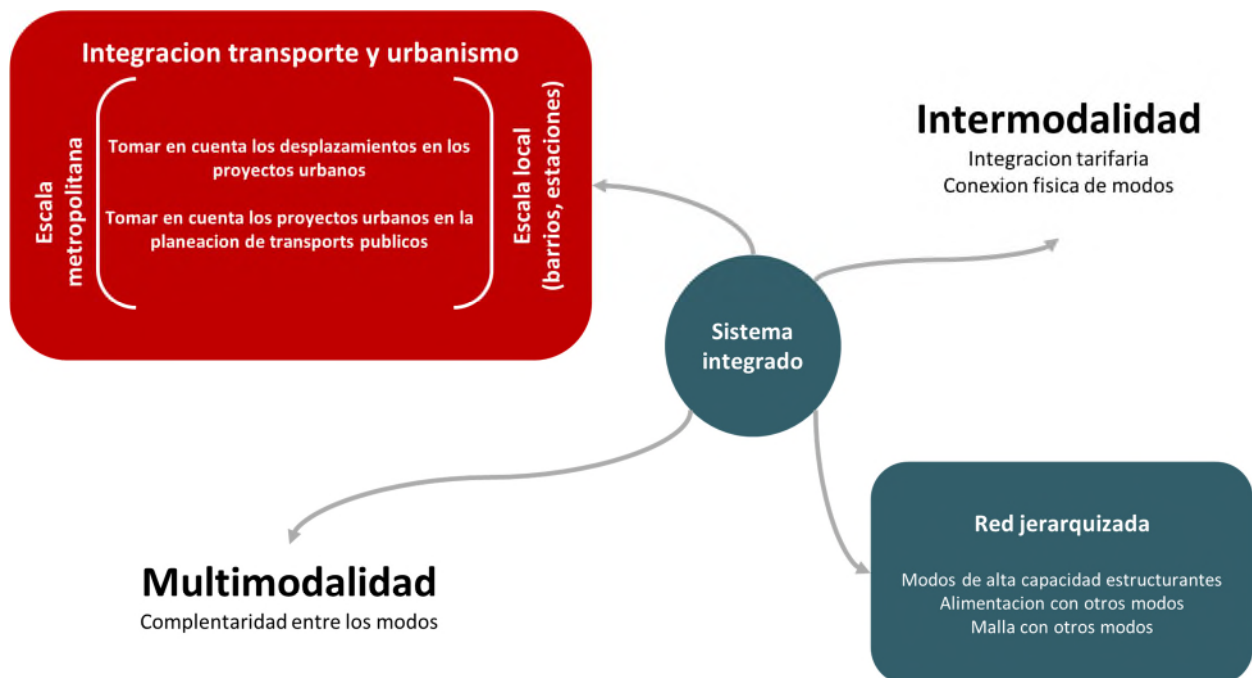 Integracion transporte y urbanismo
Escala
metropolitana
Tomar en cuenta los desplazamientos en los
proyectos urbanos
Tomar en cuenta los proyectos urbanos en la
planeacion de transports publicos
Escala local
(barrios, estaciones)
Intermodalidad
Integracion tarifaria
Conexion fisica de modos
Sistema
integrado
Multimodalidad
Complentaridad entre los modos
Red jerarquizada
Modos de alta capacidad estructurantes
Alimentacion con otros modos
Malla con otros modos